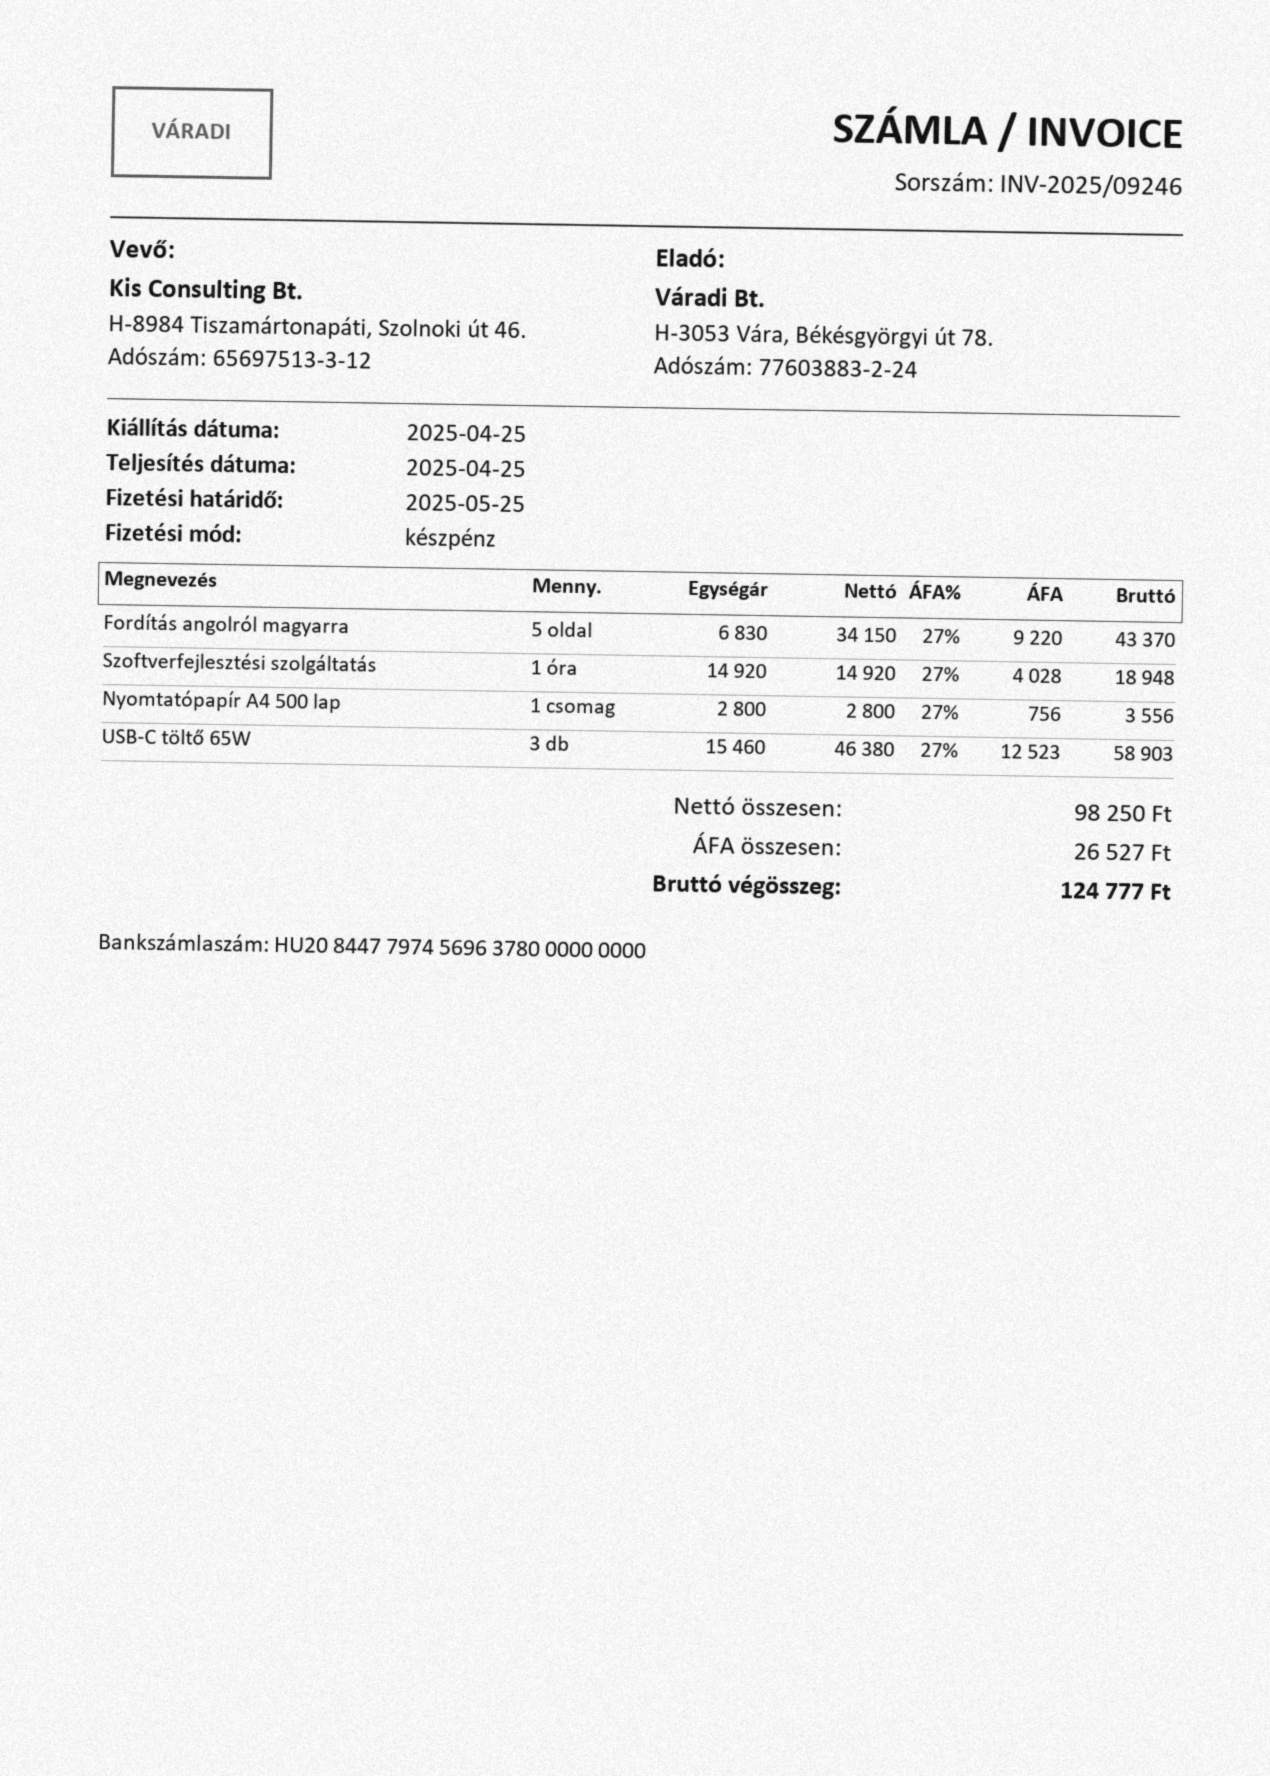 VÁRADI
SZÁMLA / INVOICE
Sorszám: INV-2025/09246
Vevő:
Kis Consulting Bt.
H-8984 Tiszamártonapáti, Szolnoki út 46.
Adószám: 65697513-3-12
Eladó:
Váradi Bt.
H-3053 Vára, Békésgyörgyi út 78.
Adószám: 77603883-2-24
Kiállítás dátuma: 2025-04-25
Teljesítés dátuma: 2025-04-25
Fizetési határidő: 2025-05-25
Fizetési mód: készpénz
Megnevezés Menny. Egységár Nettó ÁFA% ÁFA Bruttó
Fordítás angolról magyarra 5 oldal 6 830 34 150 27% 9 220 43 370
Szoftverfejlesztési szolgáltatás 1 óra 14 920 14 920 27% 4 028 18 948
Nyomtatópapír A4 500 lap 1 csomag 2 800 2 800 27% 756 3 556
USB-C töltő 65W 3 db 15 460 46 380 27% 12 523 58 903
Nettó összesen: 98 250 Ft
ÁFA összesen: 26 527 Ft
Bruttó végösszeg: 124 777 Ft
Bankszámlaszám: HU20 8447 7974 5696 3780 0000 0000